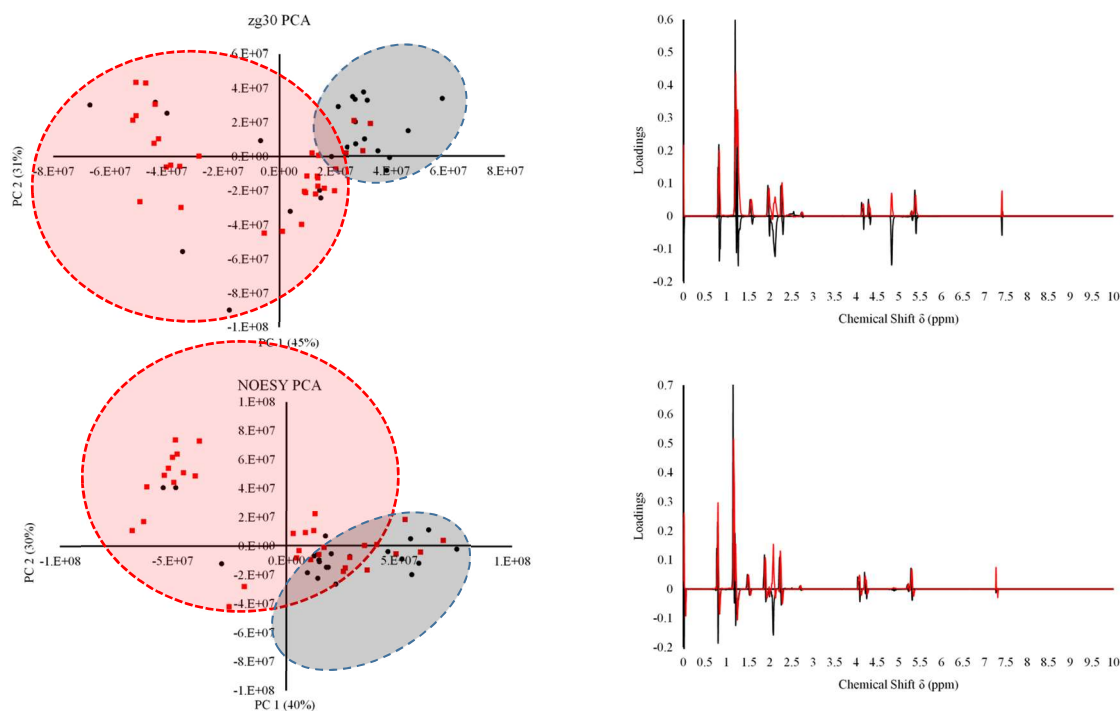 zg30 PCA
6.E+07
4.E+07
2.E+07
0.E+00
-8.E+07 -6.E+07 -4.E+07 -2.E+07 0.E+00 2.E+07 4.E+07 6.E+07 8.E+07
-2.E+07
-4.E+07
-6.E+07
-8.E+07
-1.E+08
PC 2 (31%)
PC 1 (45%)
0.6
0.5
0.4
0.3
0.2
0.1
0
-0.1
-0.2
Loadings
0 0.5 1 1.5 2 2.5 3 3.5 4 4.5 5 5.5 6 6.5 7 7.5 8 8.5 9 9.5 10
Chemical Shift δ (ppm)
NOESY PCA
1.E+08
8.E+07
6.E+07
4.E+07
2.E+07
0.E+00
-1.E+08 -5.E+07 0.E+00 5.E+07 1.E+08
-2.E+07
-4.E+07
-6.E+07
-8.E+07
-1.E+08
PC 2 (30%)
PC 1 (40%)
0.7
0.6
0.5
0.4
0.3
0.2
0.1
0
-0.1
-0.2
Loadings
0 0.5 1 1.5 2 2.5 3 3.5 4 4.5 5 5.5 6 6.5 7 7.5 8 8.5 9 9.5 10
Chemical Shift δ (ppm)